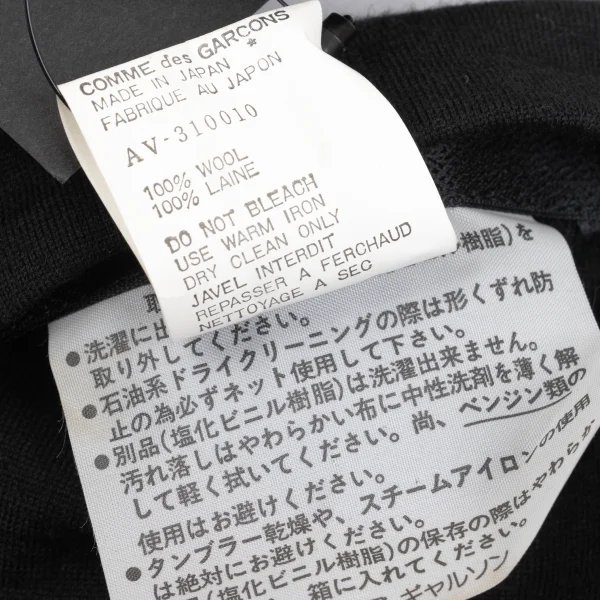 COMME des GARCONS *
MADE IN JAPAN
FABRIQUE AU JAPON
AV-310010
100% WOOL
100% LAINE
DO NOT BLEACH
USE WARM IRON
DRY CLEAN ONLY
JAVEL INTERDIT
REPASSER A FERCHAUD
NETTOYAGE A SEC
樹脂)を
取
●洗濯に出
取り外してください。
●石油系ドライクリーニングの際は形くずれ防
止の為必ずネット使用して下さい。
●別品(塩化ビニル樹脂)は洗濯出来ません。
汚れ落しはやわらかい布に中性洗剤を薄く解
して軽く拭いてください。尚、ベンジン類の
使用はお避けください。
●タンブラー乾燥や、スチームアイロンの使用
は絶対にお避けください。
●(塩化ビニル樹脂)の保存の際はやわらか
箱に入れてください。
ギャルソン